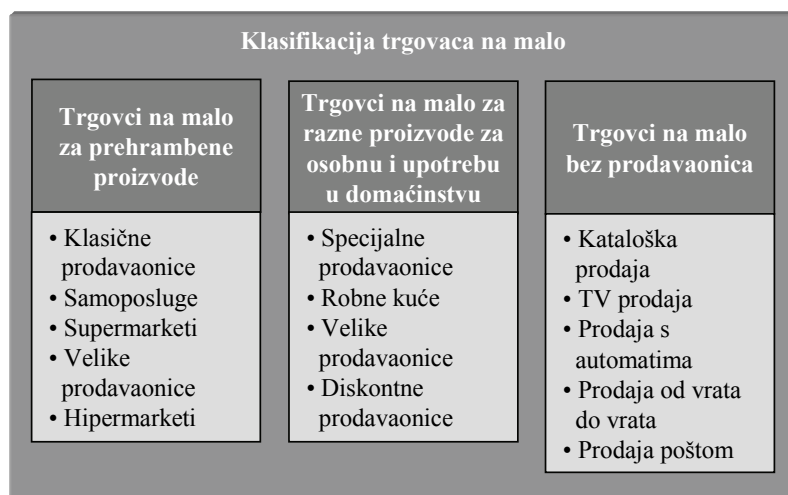 Klasifikacija trgovaca na malo
Trgovci na malo
za prehrambene
proizvode
• Klasične
prodavaonice
• Samoposluge
• Supermarketi
• Velike
prodavaonice
• Hipermarketi
Trgovci na malo za
razne proizvode za
osobnu i upotrebu
u domaćinstvu
• Specijalne
prodavaonice
• Robne kuće
• Velike
prodavaonice
• Diskontne
prodavaonice
Trgovci na malo
bez prodavaonica
• Kataloška
prodaja
• TV prodaja
• Prodaja s
automatima
• Prodaja od vrata
do vrata
• Prodaja poštom